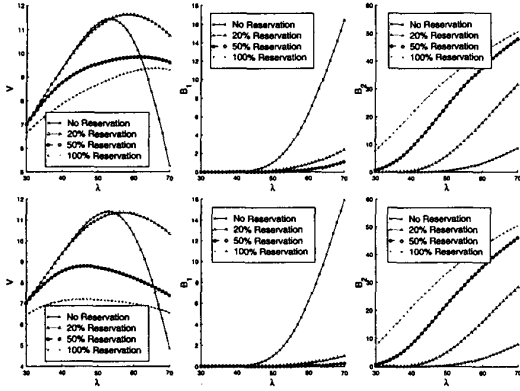 12
11
10
9
8
7
6
5
V
30 40 50 60 70
λ
No Reservation
20% Reservation
50% Reservation
100% Reservation
18
16
14
12
10
8
6
4
2
0
B1
30 40 50 60 70
λ
No Reservation
20% Reservation
50% Reservation
100% Reservation
60
50
40
30
20
10
0
B2
30 40 50 60 70
λ
No Reservation
20% Reservation
50% Reservation
100% Reservation
12
11
10
9
8
7
6
5
4
V
30 40 50 60 70
λ
No Reservation
20% Reservation
50% Reservation
100% Reservation
16
14
12
10
8
6
4
2
0
B1
30 40 50 60 70
λ
No Reservation
20% Reservation
50% Reservation
100% Reservation
60
50
40
30
20
10
0
B2
30 40 50 60 70
λ
No Reservation
20% Reservation
50% Reservation
100% Reservation